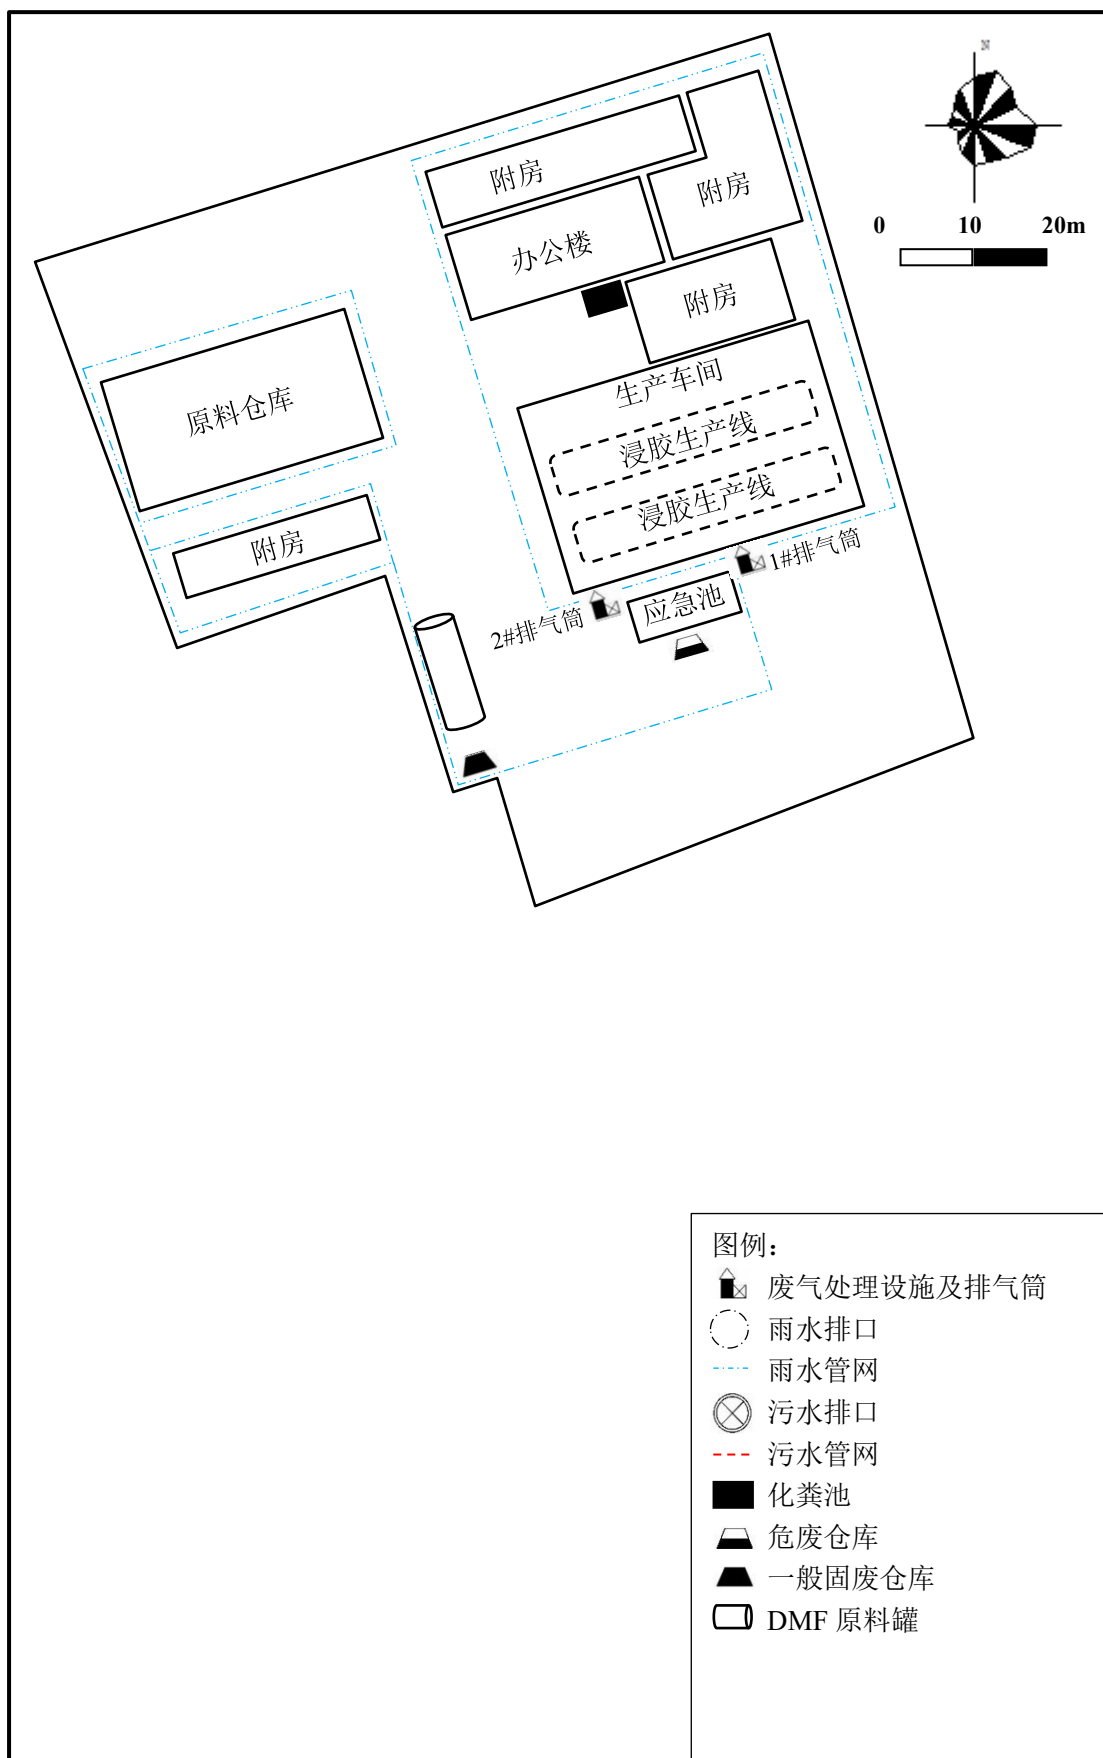 N
0 10 20m
附房
附房
办公楼
附房
生产车间
原料仓库
浸胶生产线
浸胶生产线
附房
1#排气筒
应急池
2#排气筒
图例：
废气处理设施及排气筒
雨水排口
雨水管网
污水排口
污水管网
化粪池
危废仓库
一般固废仓库
DMF 原料罐